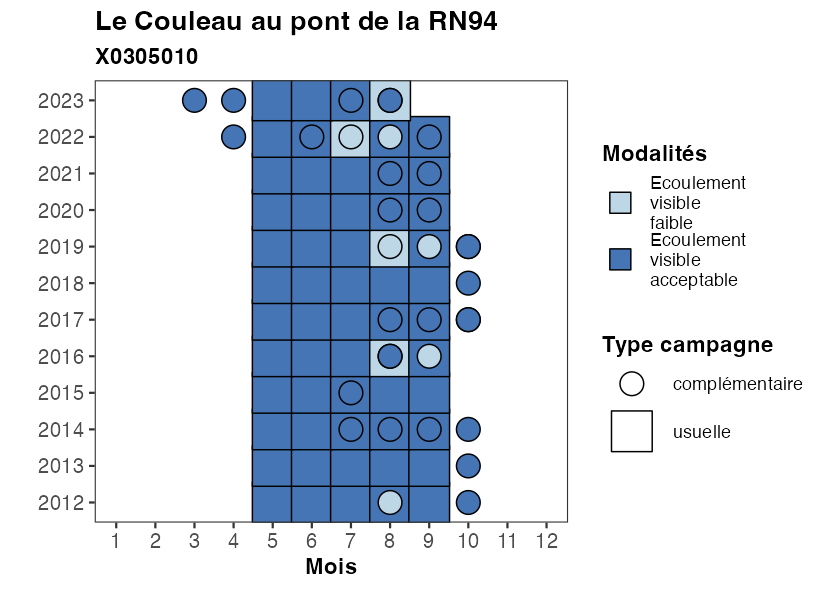 Le Couleau au pont de la RN94
X0305010
2023
2022
2021
2020
2019
2018
2017
2016
2015
2014
2013
2012
1 2 3 4 5 6 7 8 9 10 11 12
Mois
Modalités
Ecoulement
visible
faible
Ecoulement
visible
acceptable
Type campagne
complémentaire
usuelle